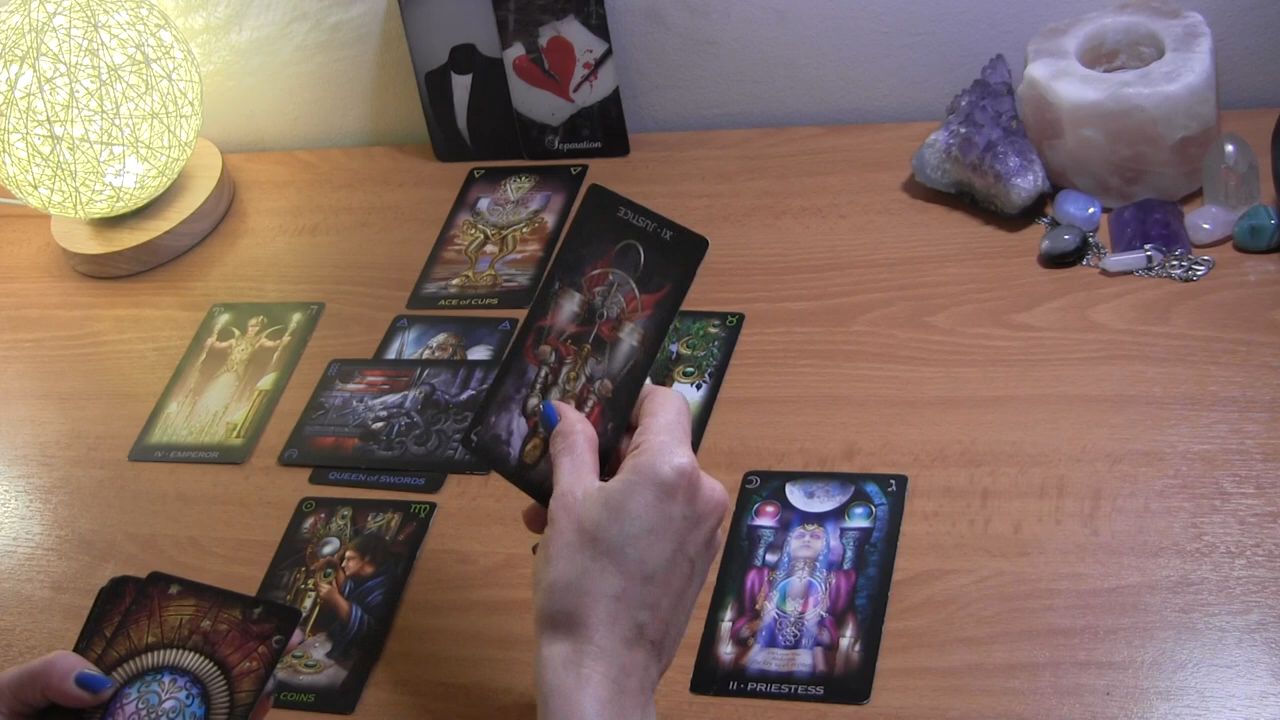 Separation
ACE of CUPS
XI · JUSTICE
IV · EMPEROR
QUEEN of SWORDS
COINS
II · PRIESTESS